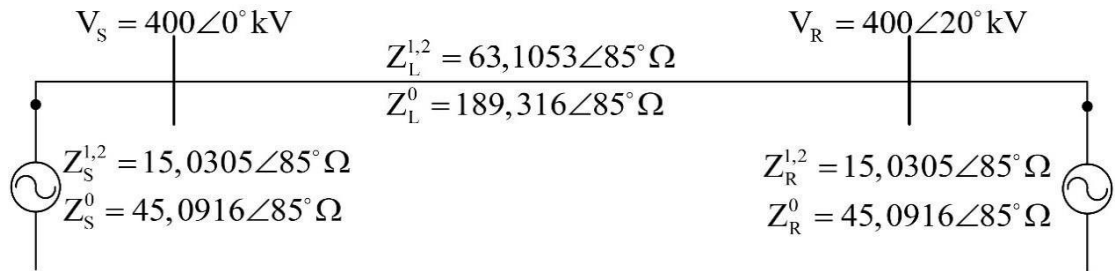 V_S = 400∠0° kV
V_R = 400∠20° kV
Z_L^{1,2} = 63,1053∠85° Ω
Z_L^0 = 189,316∠85° Ω
Z_S^{1,2} = 15,0305∠85° Ω
Z_S^0 = 45,0916∠85° Ω
Z_R^{1,2} = 15,0305∠85° Ω
Z_R^0 = 45,0916∠85° Ω